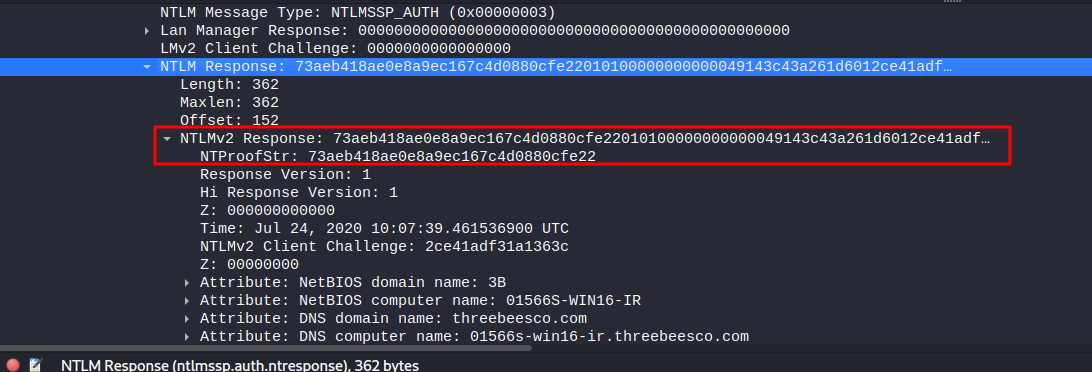 NTLM Message Type: NTLMSSP_AUTH (0x00000003)
Lan Manager Response: 000000000000000000000000000000000000000000000000
LMv2 Client Challenge: 0000000000000000
NTLM Response: 73aeb418ae0e8a9ec167c4d0880cfe22010100000000000049143c43a261d6012ce41adf…
Length: 362
Maxlen: 362
Offset: 152
NTLMv2 Response: 73aeb418ae0e8a9ec167c4d0880cfe22010100000000000049143c43a261d6012ce41adf…
NTProofStr: 73aeb418ae0e8a9ec167c4d0880cfe22
Response Version: 1
Hi Response Version: 1
Z: 000000000000
Time: Jul 24, 2020 10:07:39.461536900 UTC
NTLMv2 Client Challenge: 2ce41adf31a1363c
Z: 00000000
Attribute: NetBIOS domain name: 3B
Attribute: NetBIOS computer name: 01566S-WIN16-IR
Attribute: DNS domain name: threebeesco.com
Attribute: DNS computer name: 01566s-win16-ir.threebeesco.com
NTLM Response (ntlmssp.auth.ntresponse), 362 bytes